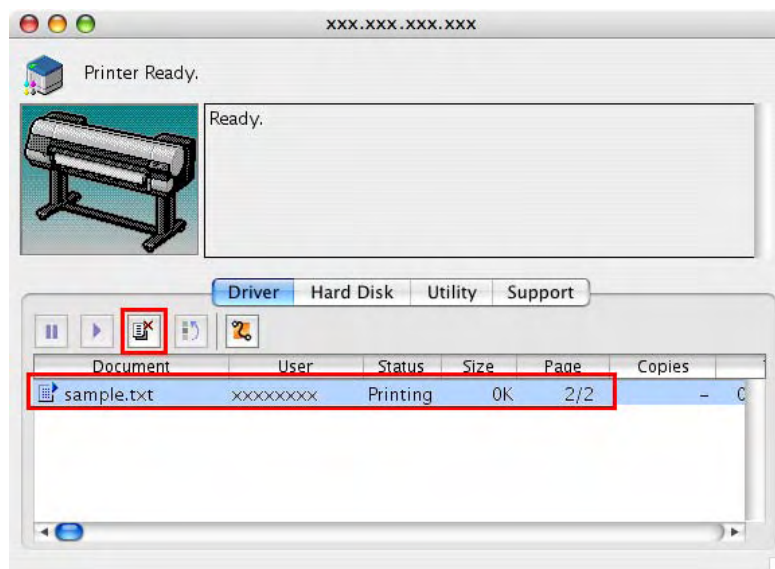 xxx.xxx.xxx.xxx
Printer Ready.
Ready.
Driver Hard Disk Utility Support
Document User Status Size Page Copies
sample.txt xxxxxxxx Printing 0K 2/2 –